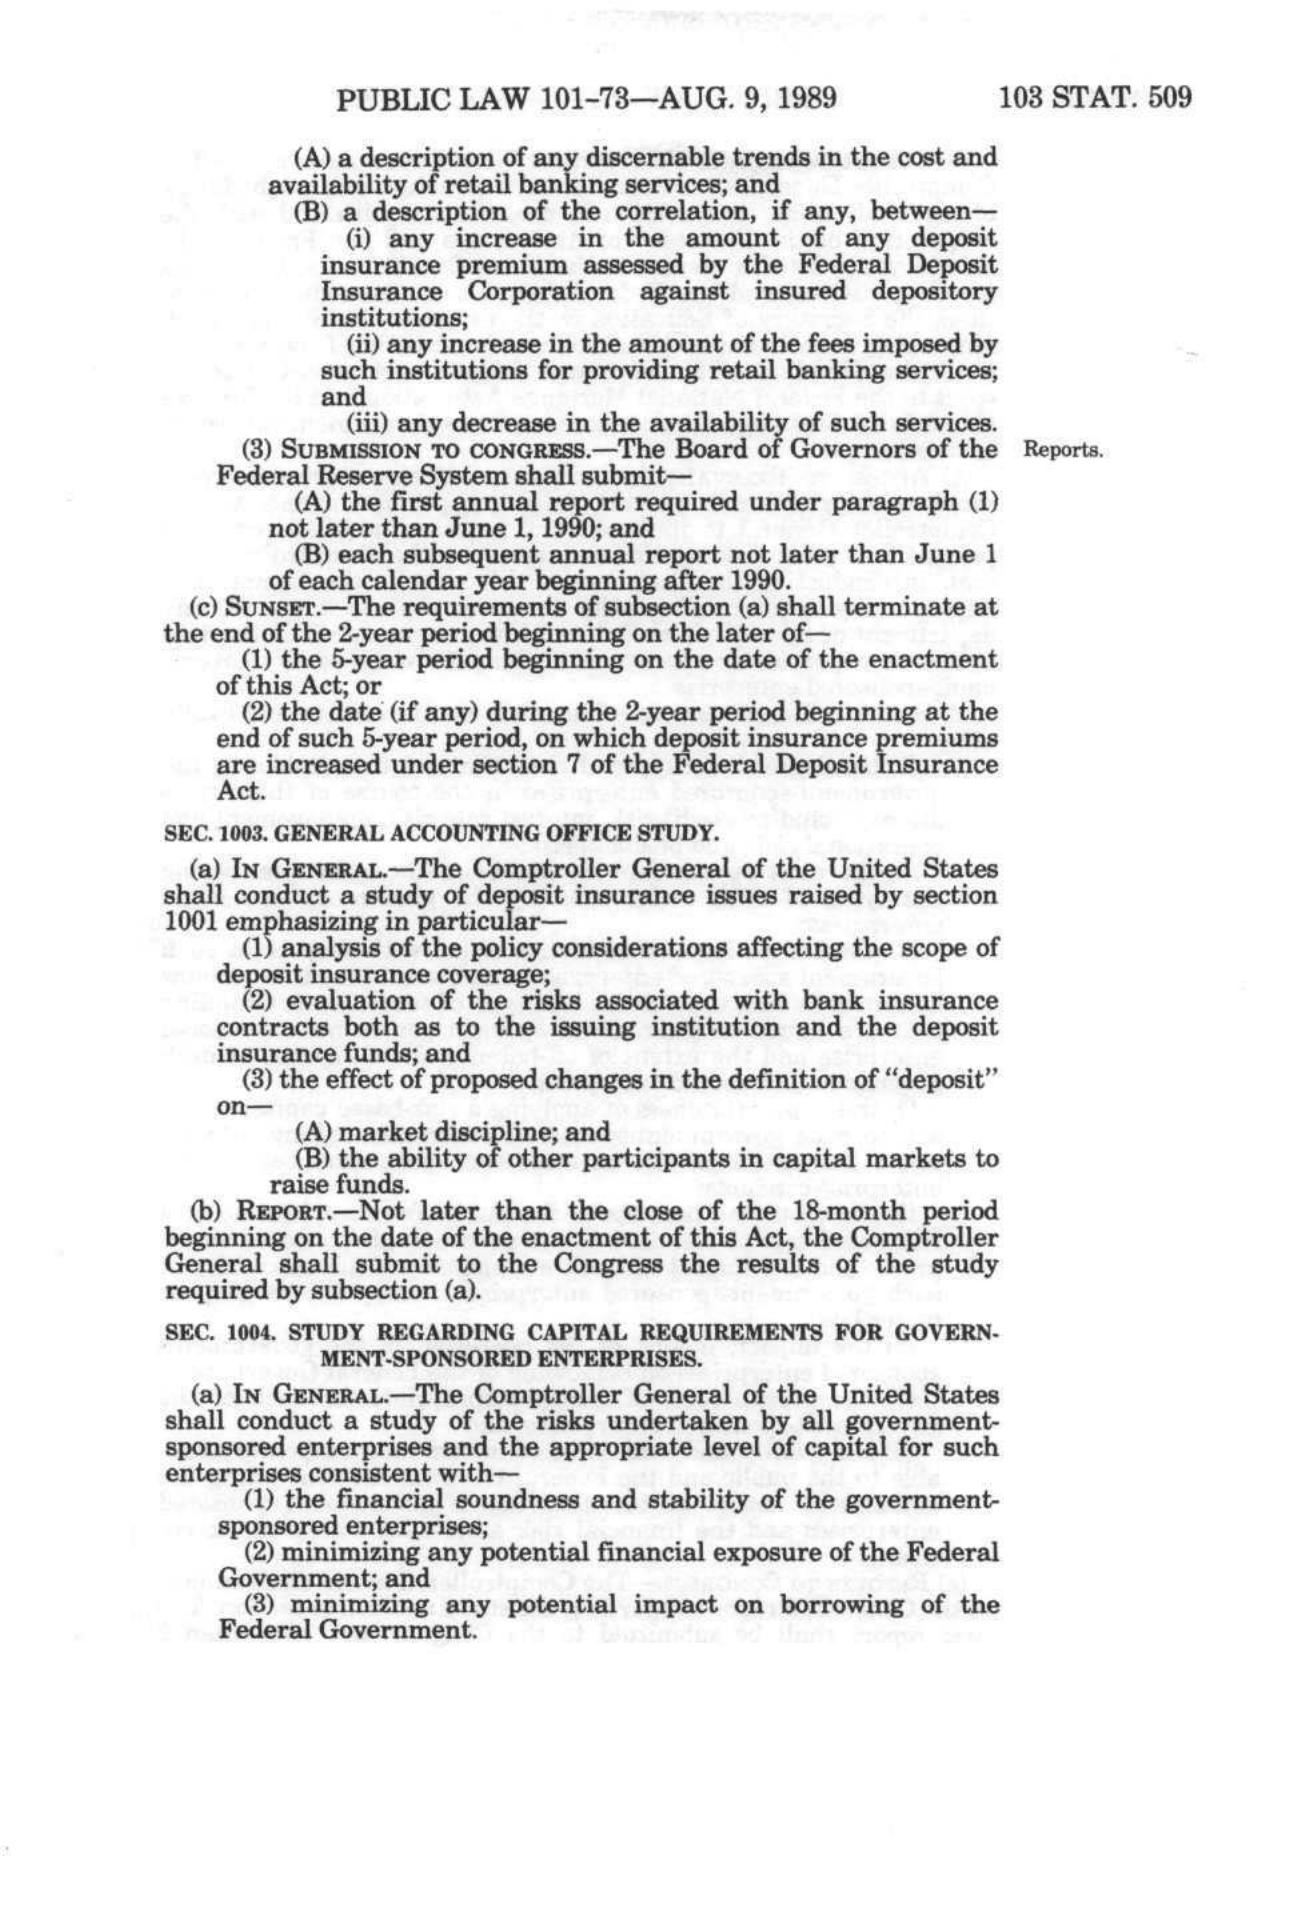 PUBLIC LAW 101–73—AUG. 9, 1989 103 STAT. 509
(A) a description of any discernable trends in the cost and
availability of retail banking services; and
(B) a description of the correlation, if any, between—
(i) any increase in the amount of any deposit
insurance premium assessed by the Federal Deposit
Insurance Corporation against insured depository
institutions;
(ii) any increase in the amount of the fees imposed by
such institutions for providing retail banking services;
and
(iii) any decrease in the availability of such services.
(3) SUBMISSION TO CONGRESS.—The Board of Governors of the Reports.
Federal Reserve System shall submit—
(A) the first annual report required under paragraph (1)
not later than June 1, 1990; and
(B) each subsequent annual report not later than June 1
of each calendar year beginning after 1990.
(c) SUNSET.—The requirements of subsection (a) shall terminate at
the end of the 2-year period beginning on the later of—
(1) the 5-year period beginning on the date of the enactment
of this Act; or
(2) the date (if any) during the 2-year period beginning at the
end of such 5-year period, on which deposit insurance premiums
are increased under section 7 of the Federal Deposit Insurance
Act.
SEC. 1003. GENERAL ACCOUNTING OFFICE STUDY.
(a) IN GENERAL.—The Comptroller General of the United States
shall conduct a study of deposit insurance issues raised by section
1001 emphasizing in particular—
(1) analysis of the policy considerations affecting the scope of
deposit insurance coverage;
(2) evaluation of the risks associated with bank insurance
contracts both as to the issuing institution and the deposit
insurance funds; and
(3) the effect of proposed changes in the definition of “deposit”
on—
(A) market discipline; and
(B) the ability of other participants in capital markets to
raise funds.
(b) REPORT.—Not later than the close of the 18-month period
beginning on the date of the enactment of this Act, the Comptroller
General shall submit to the Congress the results of the study
required by subsection (a).
SEC. 1004. STUDY REGARDING CAPITAL REQUIREMENTS FOR GOVERN-
MENT-SPONSORED ENTERPRISES.
(a) IN GENERAL.—The Comptroller General of the United States
shall conduct a study of the risks undertaken by all government-
sponsored enterprises and the appropriate level of capital for such
enterprises consistent with—
(1) the financial soundness and stability of the government-
sponsored enterprises;
(2) minimizing any potential financial exposure of the Federal
Government; and
(3) minimizing any potential impact on borrowing of the
Federal Government.